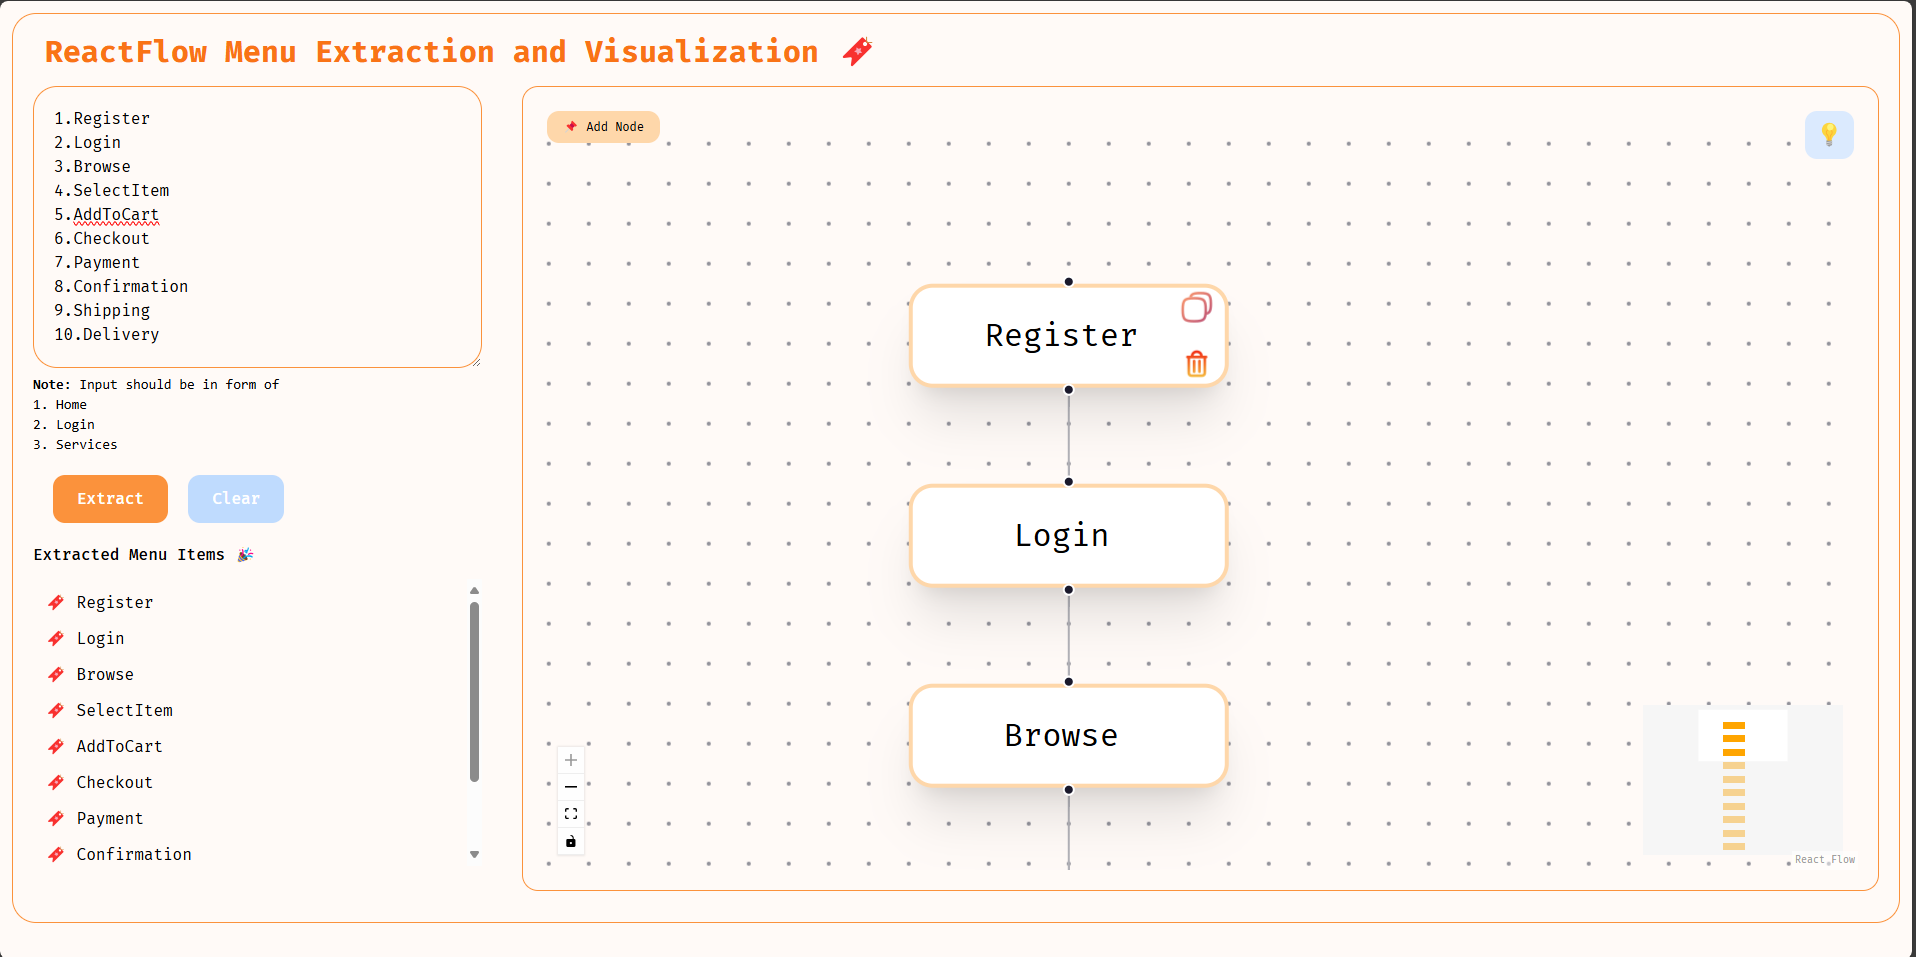 ReactFlow Menu Extraction and Visualization
1.Register
2.Login
3.Browse
4.SelectItem
5.AddToCart
6.Checkout
7.Payment
8.Confirmation
9.Shipping
10.Delivery
Note: Input should be in form of
1. Home
2. Login
3. Services
Extract
Clear
Extracted Menu Items
Register
Login
Browse
SelectItem
AddToCart
Checkout
Payment
Confirmation
Add Node
Register
Login
Browse
React Flow